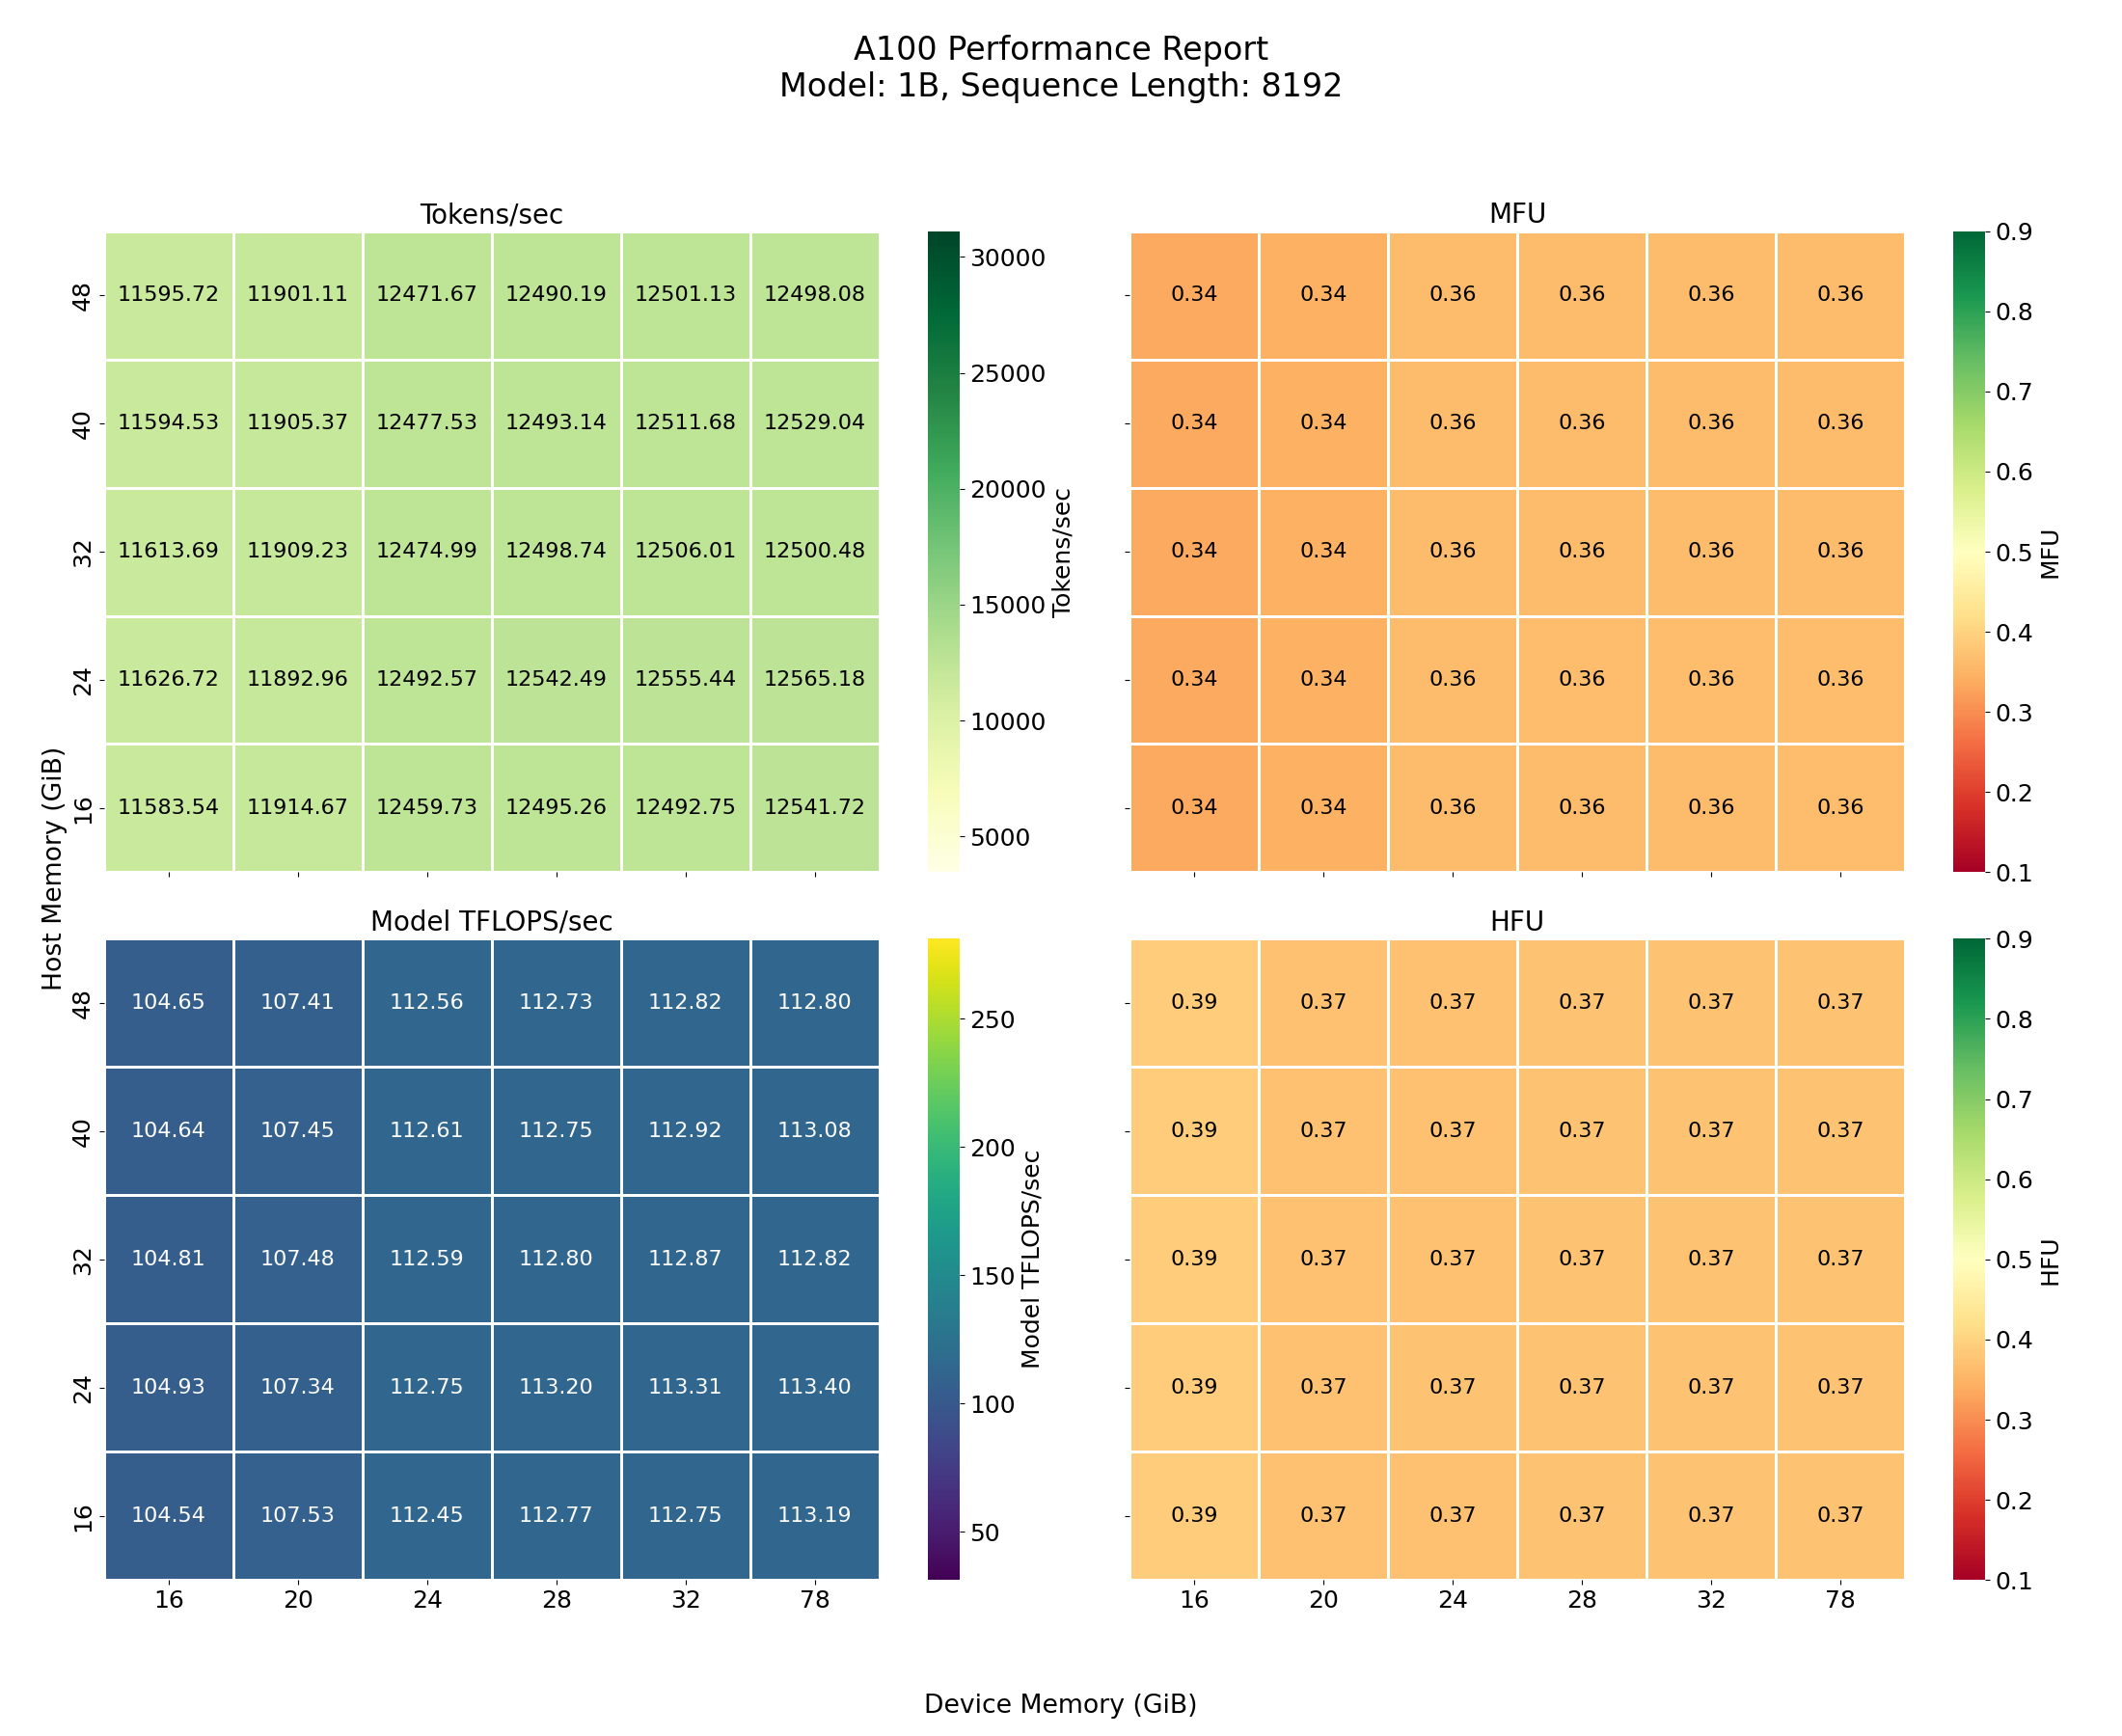 A100 Performance Report
Model: 1B, Sequence Length: 8192
Tokens/sec
48 11595.72 11901.11 12471.67 12490.19 12501.13 12498.08
40 11594.53 11905.37 12477.53 12493.14 12511.68 12529.04
32 11613.69 11909.23 12474.99 12498.74 12506.01 12500.48
24 11626.72 11892.96 12492.57 12542.49 12555.44 12565.18
16 11583.54 11914.67 12459.73 12495.26 12492.75 12541.72
30000
25000
20000
15000
10000
5000
Tokens/sec
MFU
0.34 0.34 0.36 0.36 0.36 0.36
0.34 0.34 0.36 0.36 0.36 0.36
0.34 0.34 0.36 0.36 0.36 0.36
0.34 0.34 0.36 0.36 0.36 0.36
0.34 0.34 0.36 0.36 0.36 0.36
0.9
0.8
0.7
0.6
0.5
0.4
0.3
0.2
0.1
MFU
Host Memory (GiB)
Model TFLOPS/sec
48 104.65 107.41 112.56 112.73 112.82 112.80
40 104.64 107.45 112.61 112.75 112.92 113.08
32 104.81 107.48 112.59 112.80 112.87 112.82
24 104.93 107.34 112.75 113.20 113.31 113.40
16 104.54 107.53 112.45 112.77 112.75 113.19
16 20 24 28 32 78
250
200
150
100
50
Model TFLOPS/sec
HFU
0.39 0.37 0.37 0.37 0.37 0.37
0.39 0.37 0.37 0.37 0.37 0.37
0.39 0.37 0.37 0.37 0.37 0.37
0.39 0.37 0.37 0.37 0.37 0.37
0.39 0.37 0.37 0.37 0.37 0.37
16 20 24 28 32 78
0.9
0.8
0.7
0.6
0.5
0.4
0.3
0.2
0.1
HFU
Device Memory (GiB)